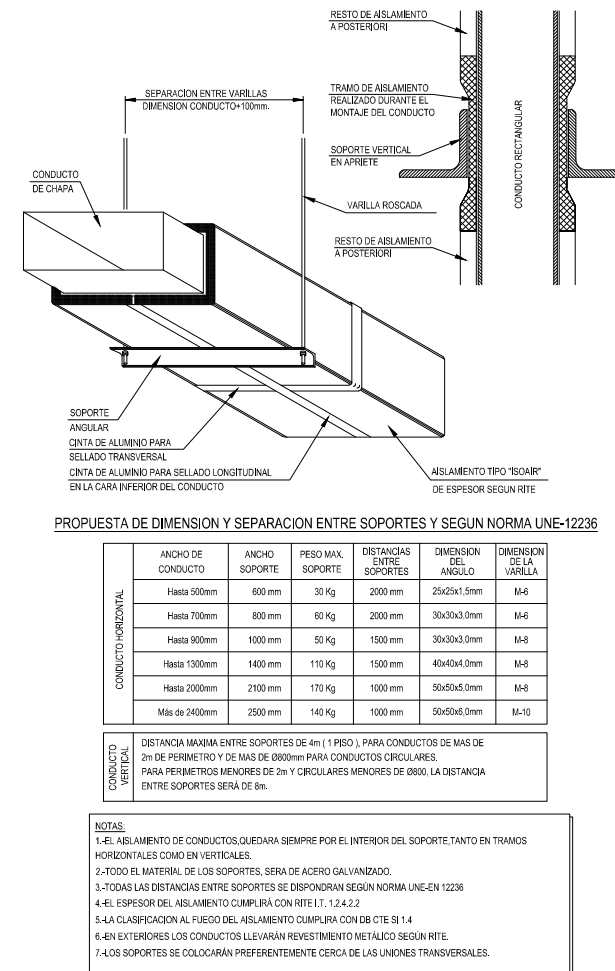 RESTO DE AISLAMIENTO
A POSTERIORI
TRAMO DE AISLAMIENTO
REALIZADO DURANTE EL
MONTAJE DEL CONDUCTO
SOPORTE VERTICAL
EN APRIETE
CONDUCTO RECTANGULAR
RESTO DE AISLAMIENTO
A POSTERIORI
SEPARACION ENTRE VARILLAS
DIMENSION CONDUCTO+100mm.
CONDUCTO
DE CHAPA
VARILLA ROSCADA
SOPORTE
ANGULAR
CINTA DE ALUMINIO PARA
SELLADO TRANSVERSAL
CINTA DE ALUMINIO PARA SELLADO LONGITUDINAL
EN LA CARA INFERIOR DEL CONDUCTO
AISLAMIENTO TIPO "ISOAIR"
DE ESPESOR SEGUN RITE
PROPUESTA DE DIMENSION Y SEPARACION ENTRE SOPORTES Y SEGUN NORMA UNE-12236
CONDUCTO HORIZONTAL
ANCHO DE CONDUCTO ANCHO SOPORTE PESO MAX. SOPORTE DISTANCIAS ENTRE SOPORTES DIMENSION DEL ANGULO DIMENSION DE LA VARILLA
Hasta 500mm 600 mm 30 Kg 2000 mm 25x25x1,5mm M-6
Hasta 700mm 800 mm 60 Kg 2000 mm 30x30x3,0mm M-6
Hasta 900mm 1000 mm 50 Kg 1500 mm 30x30x3,0mm M-8
Hasta 1300mm 1400 mm 110 Kg 1500 mm 40x40x4,0mm M-8
Hasta 2000mm 2100 mm 170 Kg 1000 mm 50x50x5,0mm M-8
Más de 2400mm 2500 mm 140 Kg 1000 mm 50x50x6,0mm M-10
CONDUCTO
VERTICAL
DISTANCIA MAXIMA ENTRE SOPORTES DE 4m ( 1 PISO ), PARA CONDUCTOS DE MAS DE
2m DE PERIMETRO Y DE MAS DE Ø800mm PARA CONDUCTOS CIRCULARES.
PARA PERIMETROS MENORES DE 2m Y CIRCULARES MENORES DE Ø800, LA DISTANCIA
ENTRE SOPORTES SERÁ DE 8m.
NOTAS:
1.-EL AISLAMIENTO DE CONDUCTOS,QUEDARA SIEMPRE POR EL INTERIOR DEL SOPORTE,TANTO EN TRAMOS
HORIZONTALES COMO EN VERTICALES.
2.-TODO EL MATERIAL DE LOS SOPORTES, SERA DE ACERO GALVANIZADO.
3.-TODAS LAS DISTANCIAS ENTRE SOPORTES SE DISPONDRAN SEGÚN NORMA UNE-EN 12236
4.-EL ESPESOR DEL AISLAMIENTO CUMPLIRÁ CON RITE I.T. 1.2.4.2.2
5.-LA CLASIFICACION AL FUEGO DEL AISLAMIENTO CUMPLIRA CON DB CTE SI 1.4
6.-EN EXTERIORES LOS CONDUCTOS LLEVARÁN REVESTIMIENTO METÁLICO SEGÚN RITE.
7.-LOS SOPORTES SE COLOCARÁN PREFERENTEMENTE CERCA DE LAS UNIONES TRANSVERSALES.